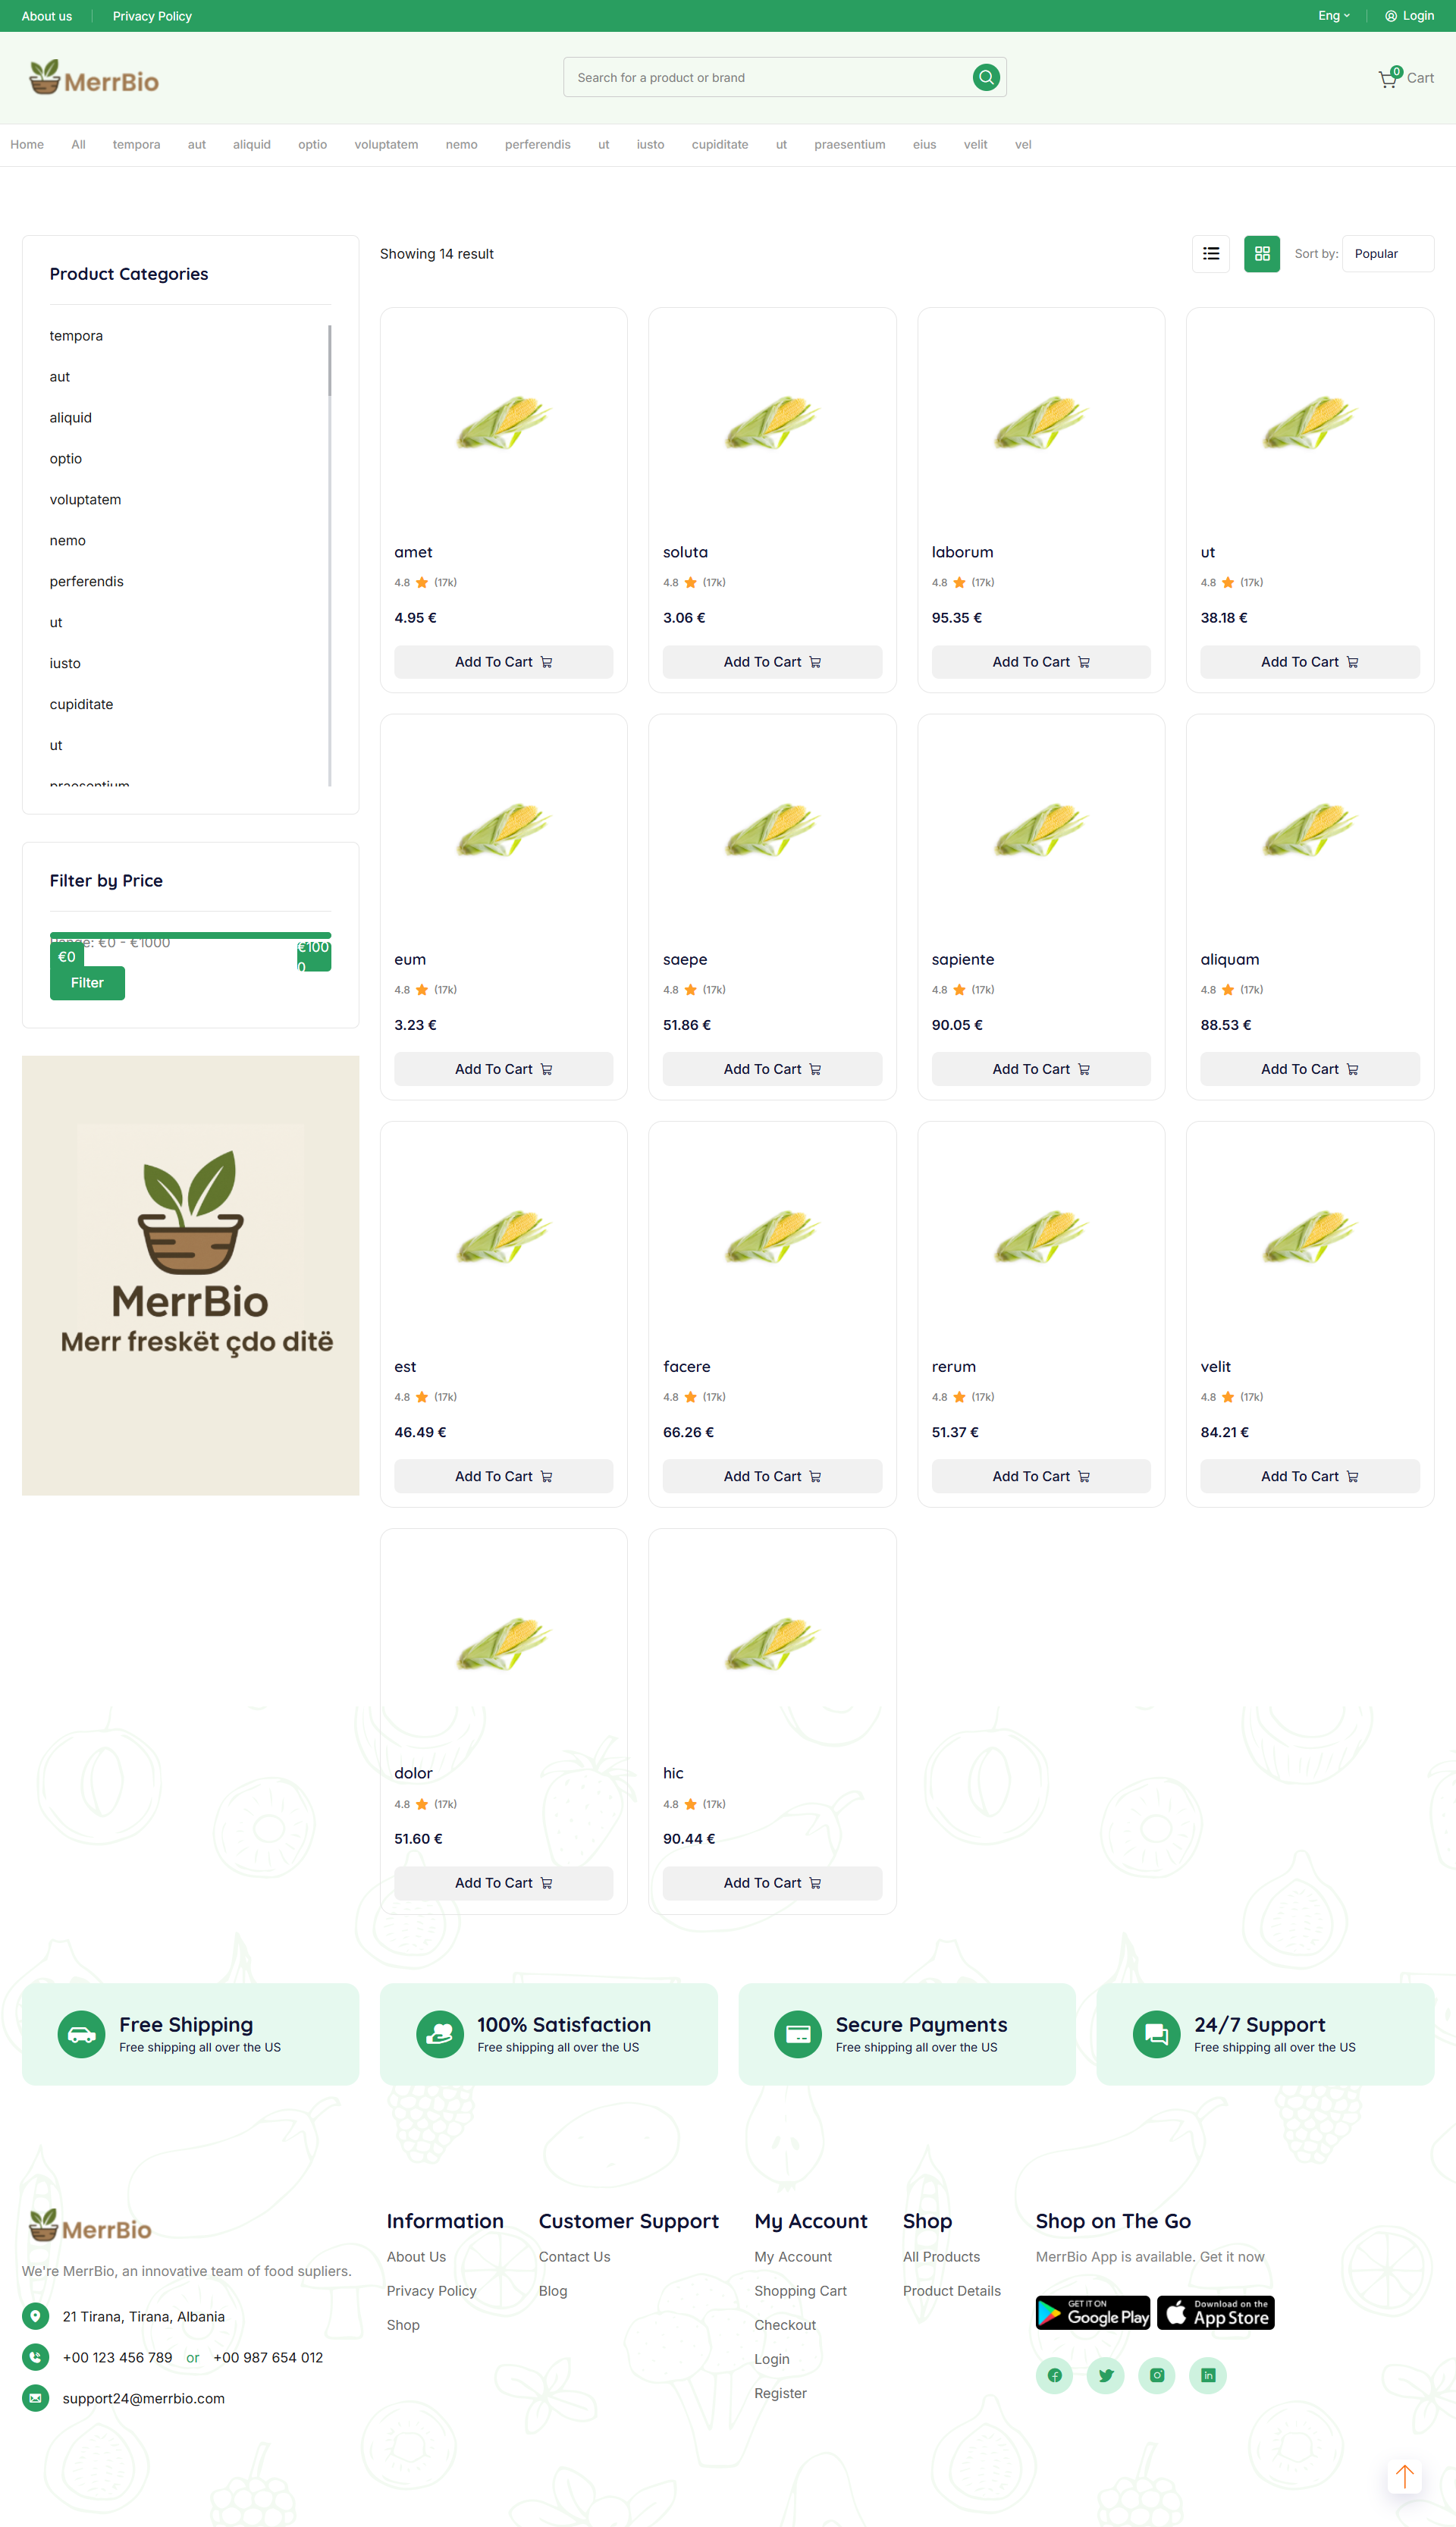 About us
Privacy Policy
Eng
Login
MerrBio
Search for a product or brand
0
Cart
Home All tempora aut aliquid optio voluptatem nemo perferendis ut iusto cupiditate ut praesentium eius velit vel
Product Categories
tempora
aut
aliquid
optio
voluptatem
nemo
perferendis
ut
iusto
cupiditate
ut
praesentium
Filter by Price
Range: €0 - €1000
€0
€100
0
Filter
MerrBio
Merr freskët çdo ditë
Showing 14 result
Sort by: Popular
amet
4.8 (17k)
4.95 €
Add To Cart
soluta
4.8 (17k)
3.06 €
Add To Cart
laborum
4.8 (17k)
95.35 €
Add To Cart
ut
4.8 (17k)
38.18 €
Add To Cart
eum
4.8 (17k)
3.23 €
Add To Cart
saepe
4.8 (17k)
51.86 €
Add To Cart
sapiente
4.8 (17k)
90.05 €
Add To Cart
aliquam
4.8 (17k)
88.53 €
Add To Cart
est
4.8 (17k)
46.49 €
Add To Cart
facere
4.8 (17k)
66.26 €
Add To Cart
rerum
4.8 (17k)
51.37 €
Add To Cart
velit
4.8 (17k)
84.21 €
Add To Cart
dolor
4.8 (17k)
51.60 €
Add To Cart
hic
4.8 (17k)
90.44 €
Add To Cart
Free Shipping
Free shipping all over the US
100% Satisfaction
Free shipping all over the US
Secure Payments
Free shipping all over the US
24/7 Support
Free shipping all over the US
MerrBio
We're MerrBio, an innovative team of food supliers.
21 Tirana, Tirana, Albania
+00 123 456 789 or +00 987 654 012
support24@merrbio.com
Information
About Us
Privacy Policy
Shop
Customer Support
Contact Us
Blog
My Account
My Account
Shopping Cart
Checkout
Login
Register
Shop
All Products
Product Details
Shop on The Go
MerrBio App is available. Get it now
GET IT ON
Google Play
Download on the
App Store